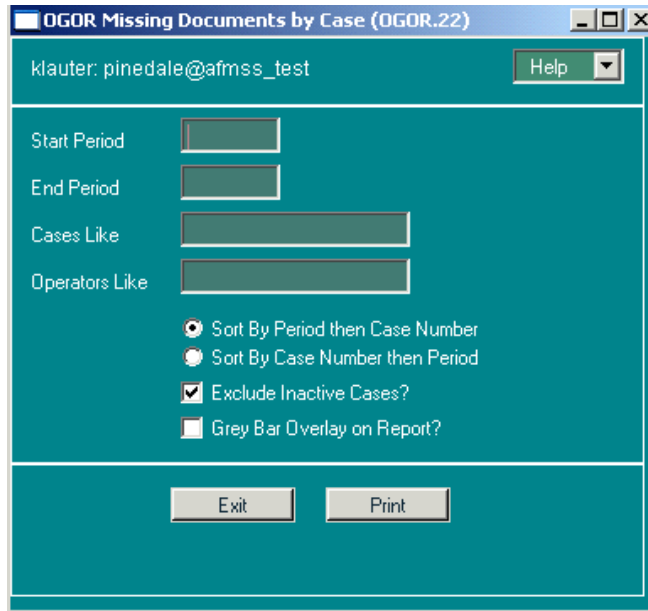 OGOR Missing Documents by Case (OGOR.22)
klauter: pinedale@afmss_test
Help
Start Period
End Period
Cases Like
Operators Like
Sort By Period then Case Number
Sort By Case Number then Period
Exclude Inactive Cases?
Grey Bar Overlay on Report?
Exit Print